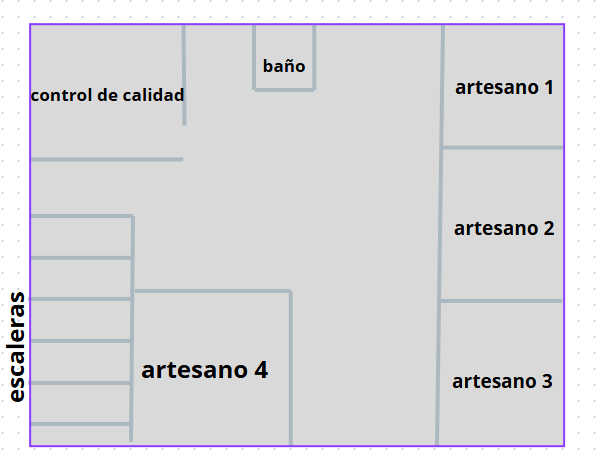 baño
control de calidad
artesano 1
artesano 2
escaleras
artesano 4
artesano 3